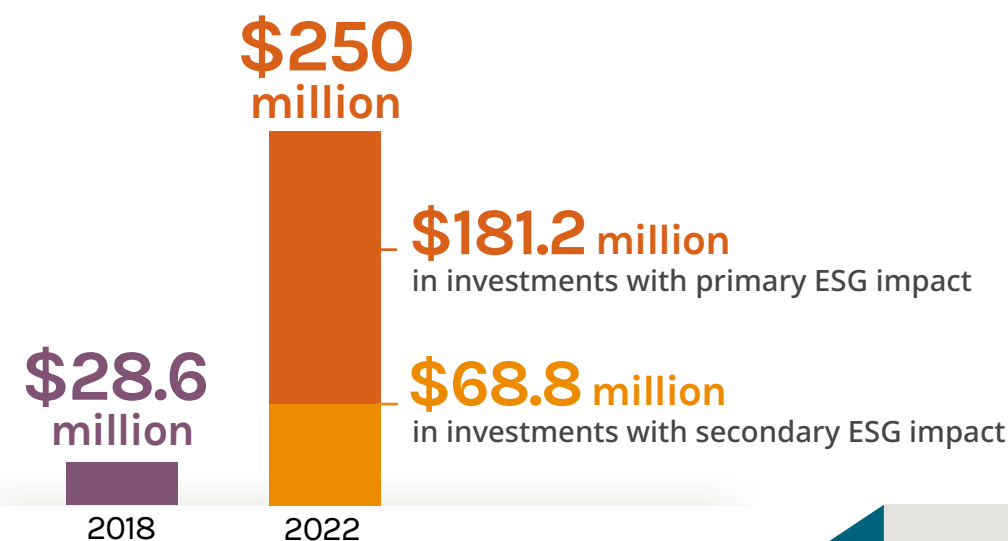 $250
million
$181.2 million
in investments with primary ESG impact
$28.6
million
$68.8 million
in investments with secondary ESG impact
2018
2022